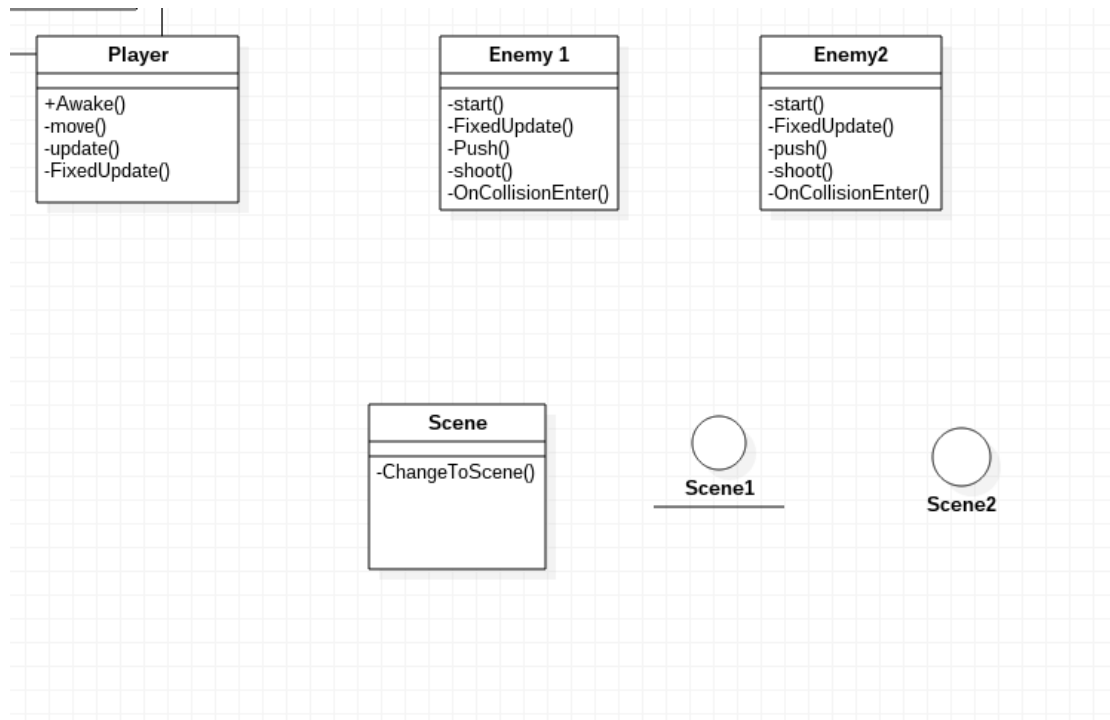 Player
+Awake()
-move()
-update()
-FixedUpdate()
Enemy 1
-start()
-FixedUpdate()
-Push()
-shoot()
-OnCollisionEnter()
Enemy2
-start()
-FixedUpdate()
-push()
-shoot()
-OnCollisionEnter()
Scene
-ChangeToScene()
Scene1
Scene2